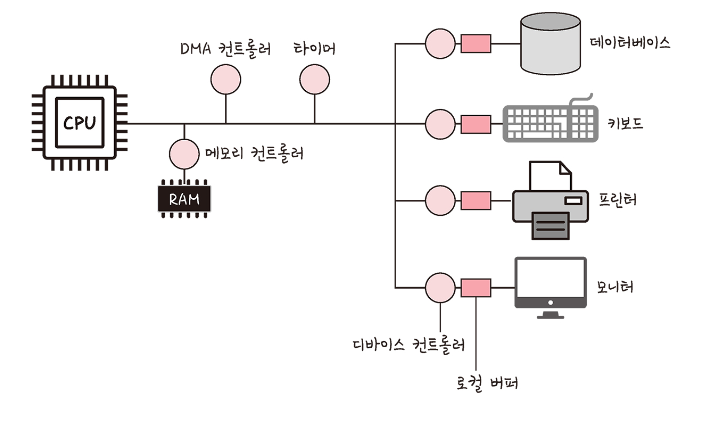 DMA 컨트롤러
타이머
데이터베이스
CPU
키보드
메모리 컨트롤러
RAM
프린터
모니터
디바이스 컨트롤러
로컬 버퍼